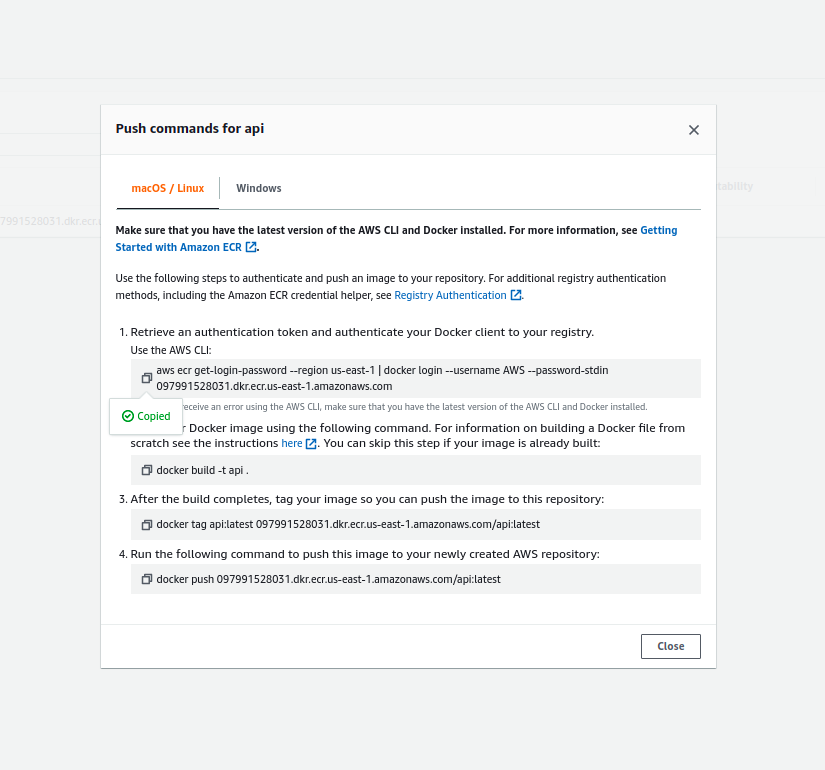 Push commands for api
macOS / Linux
Windows
tability
Make sure that you have the latest version of the AWS CLI and Docker installed. For more information, see Getting
Started with Amazon ECR.
97991528031.dkr.ecr.
Use the following steps to authenticate and push an image to your repository. For additional registry authentication
methods, including the Amazon ECR credential helper, see Registry Authentication.
1. Retrieve an authentication token and authenticate your Docker client to your registry.
Use the AWS CLI:
aws ecr get-login-password --region us-east-1 | docker login --username AWS --password-stdin
097991528031.dkr.ecr.us-east-1.amazonaws.com
receive an error using the AWS CLI, make sure that you have the latest version of the AWS CLI and Docker installed.
Copied
Docker image using the following command. For information on building a Docker file from
scratch see the instructions here. You can skip this step if your image is already built:
docker build -t api .
3. After the build completes, tag your image so you can push the image to this repository:
docker tag api:latest 097991528031.dkr.ecr.us-east-1.amazonaws.com/api:latest
4. Run the following command to push this image to your newly created AWS repository:
docker push 097991528031.dkr.ecr.us-east-1.amazonaws.com/api:latest
Close